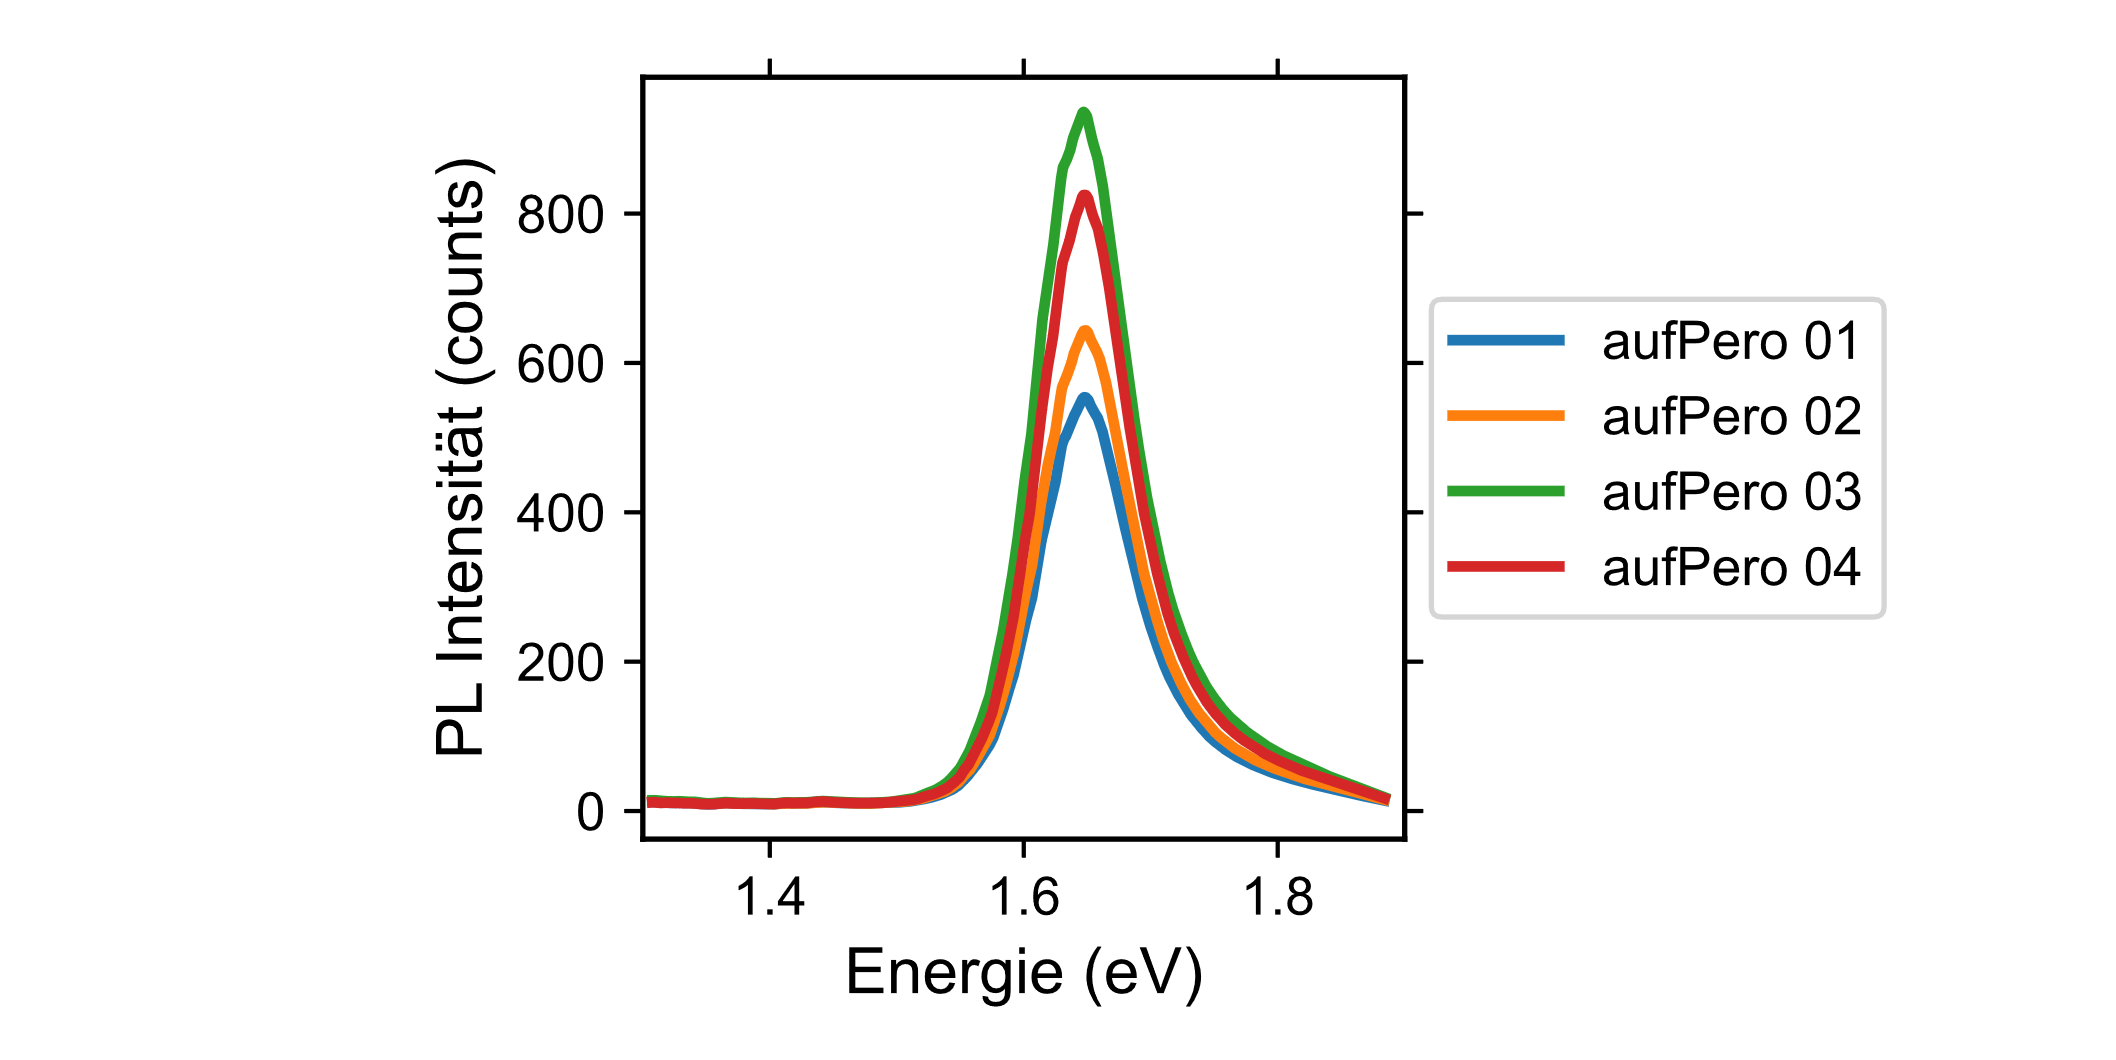 PL Intensität (counts)
800
600
400
200
0
1.4 1.6 1.8
Energie (eV)
aufPero 01
aufPero 02
aufPero 03
aufPero 04